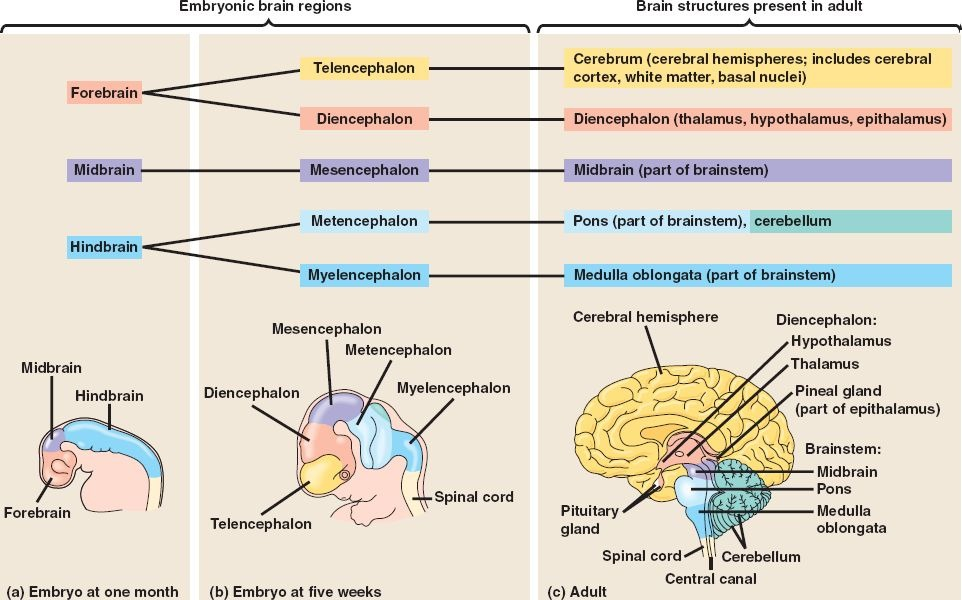 Embryonic brain regions
Brain structures present in adult
Forebrain
Telencephalon
Cerebrum (cerebral hemispheres; includes cerebral
cortex, white matter, basal nuclei)
Diencephalon
Diencephalon (thalamus, hypothalamus, epithalamus)
Midbrain
Mesencephalon
Midbrain (part of brainstem)
Hindbrain
Metencephalon
Pons (part of brainstem), cerebellum
Myelencephalon
Medulla oblongata (part of brainstem)
Midbrain
Hindbrain
Forebrain
(a) Embryo at one month
Mesencephalon
Metencephalon
Diencephalon
Myelencephalon
Spinal cord
Telencephalon
(b) Embryo at five weeks
Cerebral hemisphere
Diencephalon:
Hypothalamus
Thalamus
Pineal gland
(part of epithalamus)
Brainstem:
Midbrain
Pons
Medulla
oblongata
Pituitary
gland
Spinal cord
Cerebellum
Central canal
(c) Adult